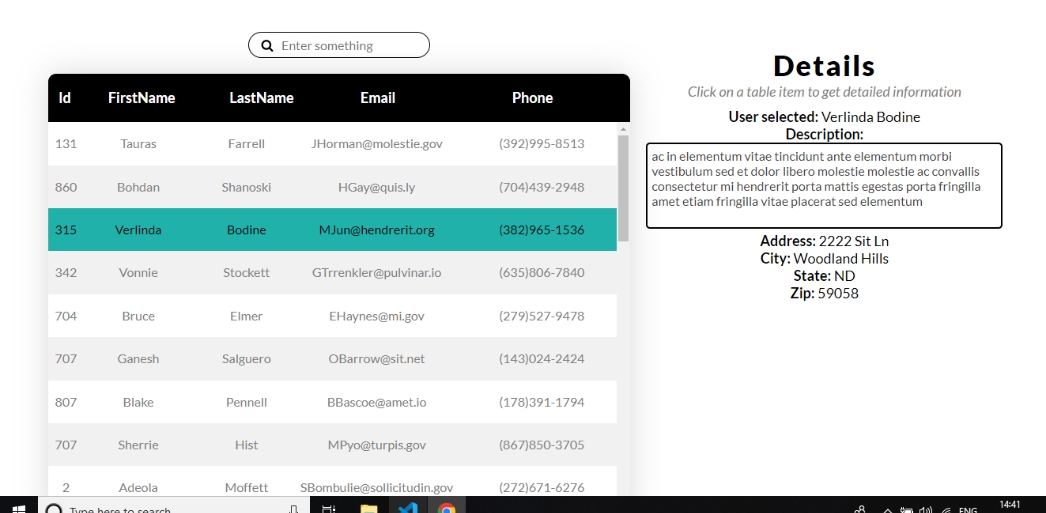 Enter something
Details
Click on a table item to get detailed information
Id FirstName LastName Email Phone
User selected: Verlinda Bodine
Description:
131 Tauras Farrell JHorman@molestie.gov (392)995-8513
ac in elementum vitae tincidunt ante elementum morbi
vestibulum sed et dolor libero molestie molestie ac convallis
consectetur mi hendrerit porta mattis egestas porta fringilla
amet etiam fringilla vitae placerat sed elementum
860 Bohdan Shanoski HGay@quis.ly (704)439-2948
315 Verlinda Bodine MJun@hendrerit.org (382)965-1536
Address: 2222 Sit Ln
City: Woodland Hills
State: ND
Zip: 59058
342 Vonnie Stockett GTrrenkler@pulvinar.io (635)806-7840
704 Bruce Elmer EHaynes@mi.gov (279)527-9478
707 Ganesh Salguero OBarrow@sit.net (143)024-2424
807 Blake Pennell BBascoe@amet.io (178)391-1794
707 Sherrie Hist MPyo@turpis.gov (867)850-3705
2 Adeola Moffett SBombulie@sollicitudin.gov (272)671-6276
Type here to search
ENG
14:41